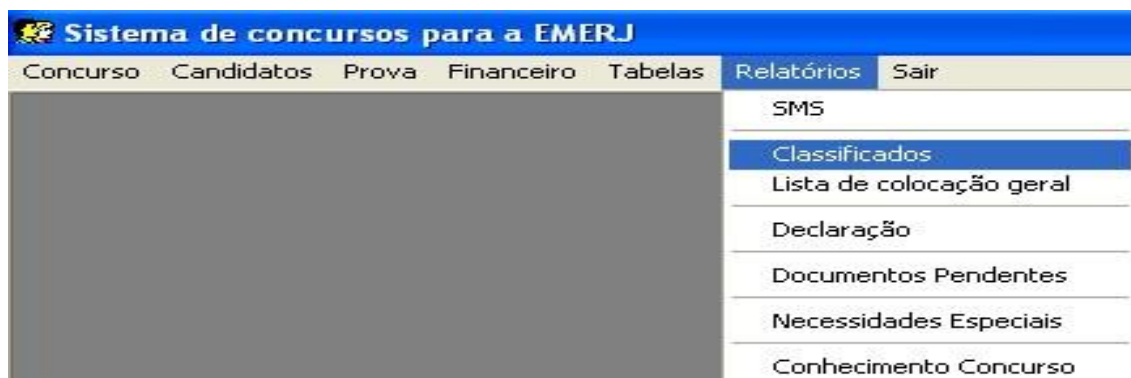 Sistema de concursos para a EMERJ
Concurso Candidatos Prova Financeiro Tabelas Relatórios Sair
SMS
Classificados
Lista de colocação geral
Declaração
Documentos Pendentes
Necessidades Especiais
Conhecimento Concurso